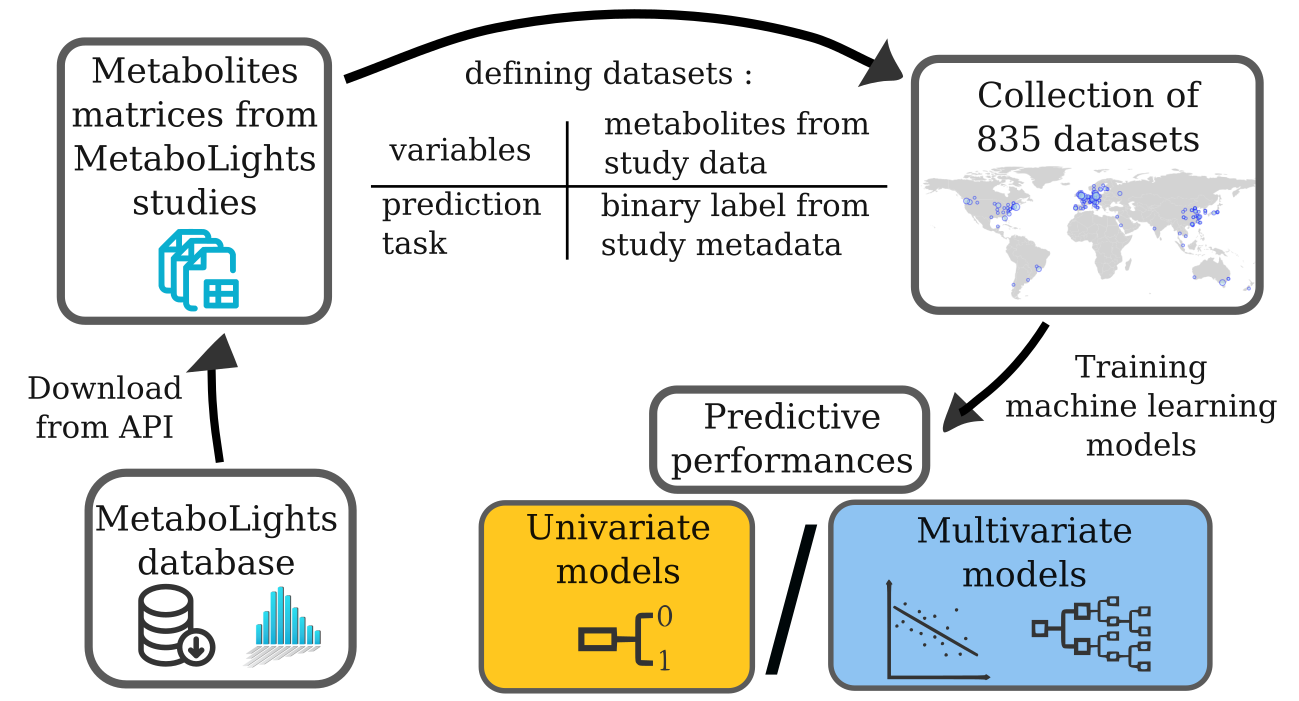 Metabolites
matrices from
MetaboLights
studies
defining datasets :
variables
metabolites from
study data
prediction
task
binary label from
study metadata
Collection of
835 datasets
Download
from API
MetaboLights
database
Training
machine learning
models
Predictive
performances
Univariate
models
0
1
Multivariate
models